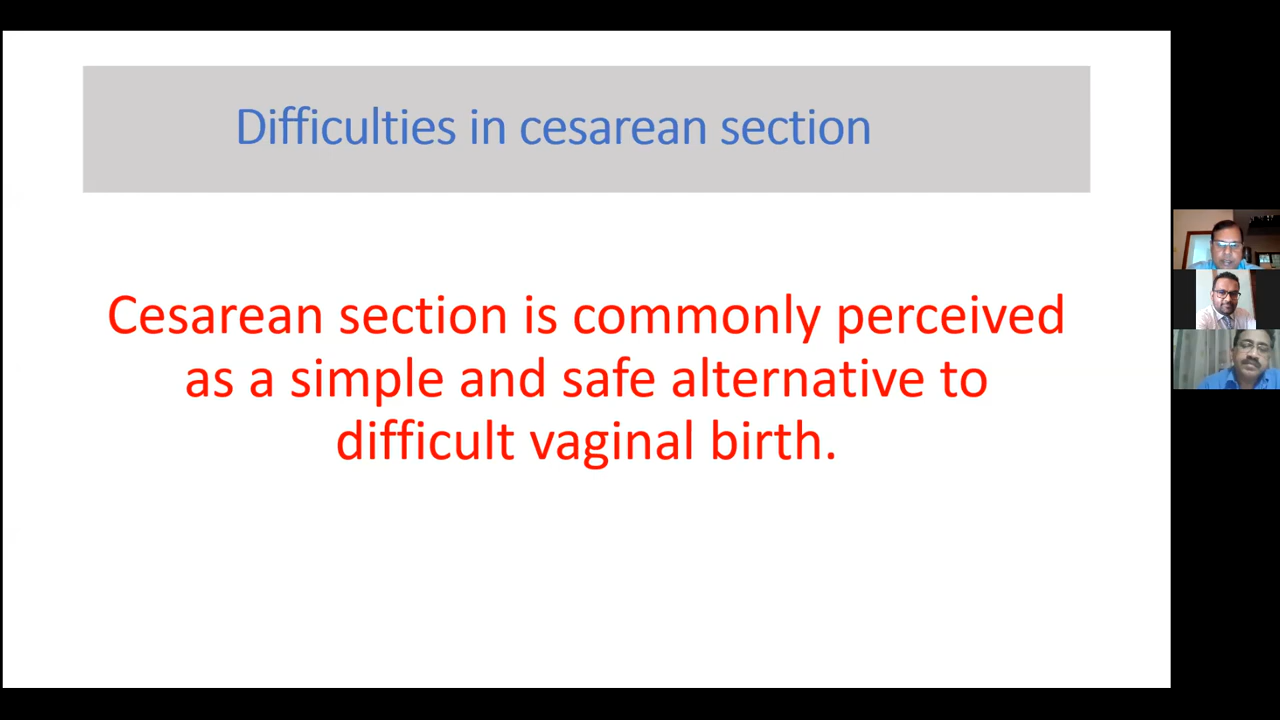 Difficulties in cesarean section
Cesarean section is commonly perceived
as a simple and safe alternative to
difficult vaginal birth.